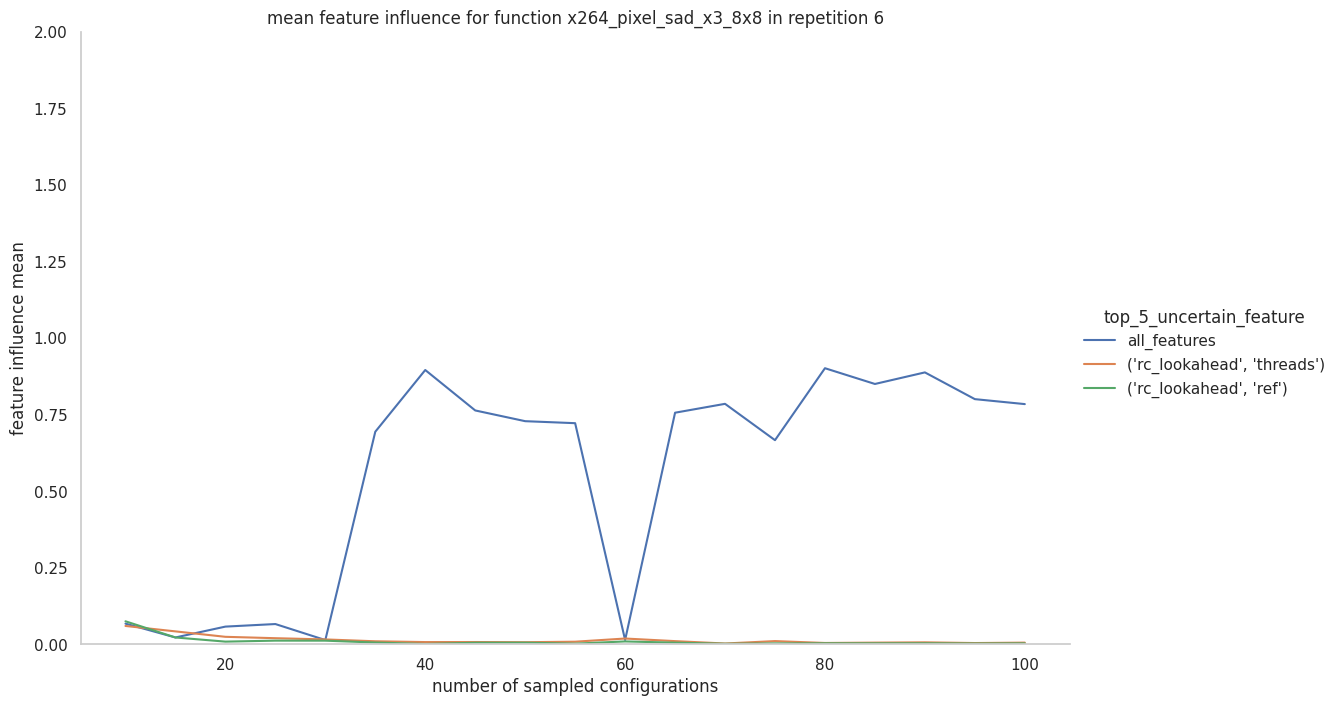 mean feature influence for function x264_pixel_sad_x3_8x8 in repetition 6
2.00
1.75
1.50
1.25
1.00
0.75
0.50
0.25
0.00
feature influence mean
20 40 60 80 100
number of sampled configurations
top_5_uncertain_feature
all_features
('rc_lookahead', 'threads')
('rc_lookahead', 'ref')